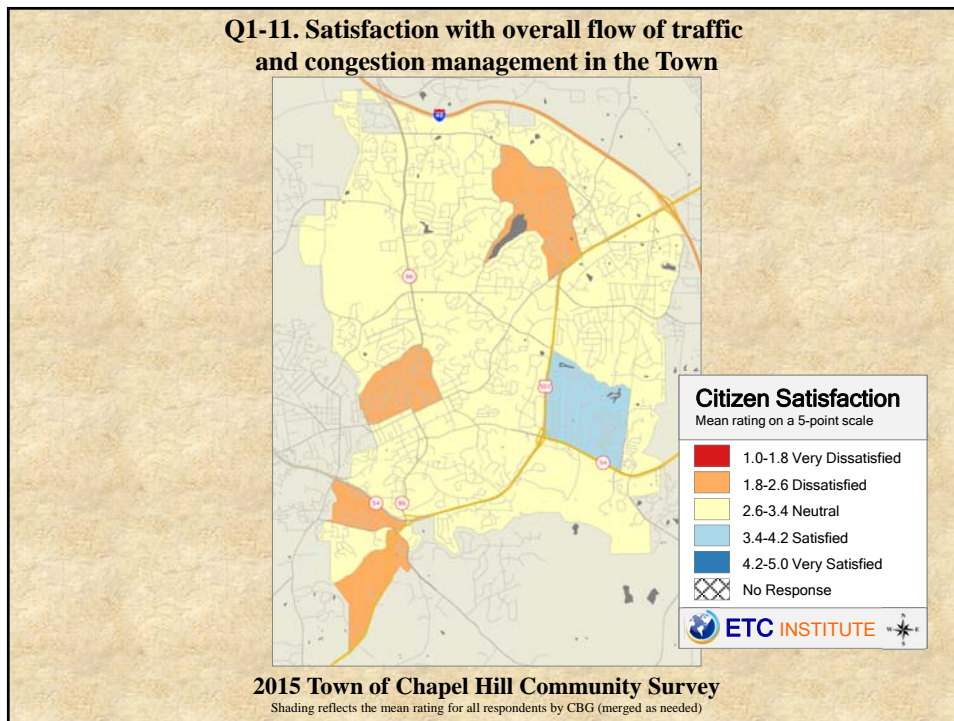 Q1-11. Satisfaction with overall flow of traffic
and congestion management in the Town
40
86
501
54
54
86
Citizen Satisfaction
Mean rating on a 5-point scale
1.0-1.8 Very Dissatisfied
1.8-2.6 Dissatisfied
2.6-3.4 Neutral
3.4-4.2 Satisfied
4.2-5.0 Very Satisfied
No Response
ETC INSTITUTE
N
W E
S
2015 Town of Chapel Hill Community Survey
Shading reflects the mean rating for all respondents by CBG (merged as needed)